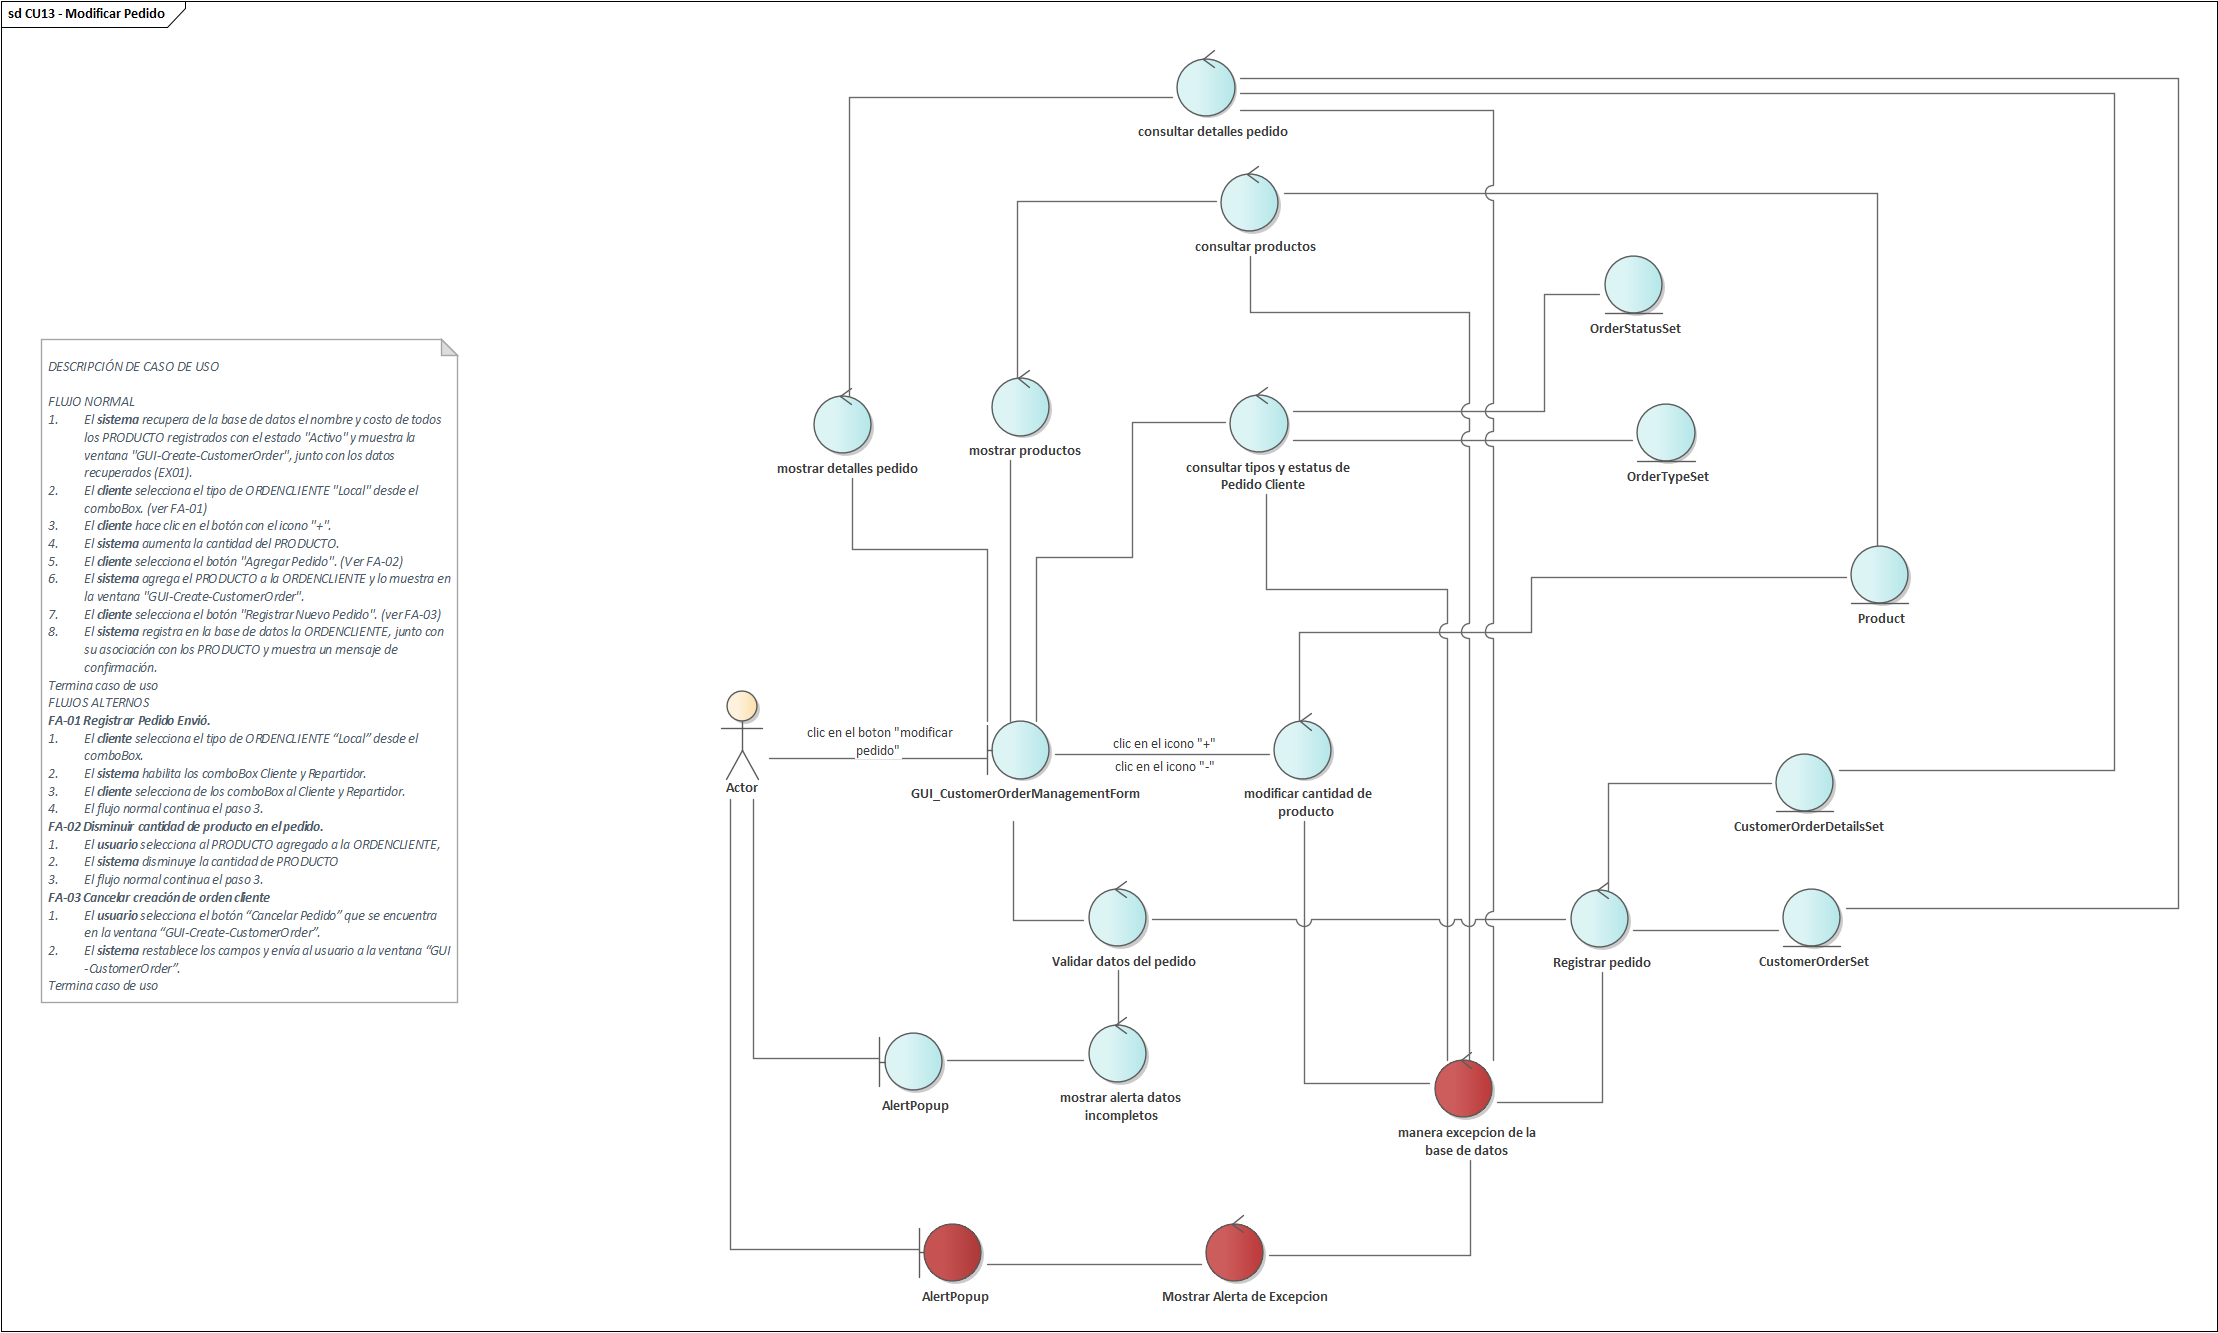 sd CU13 - Modificar Pedido
consultar detalles pedido
consultar productos
OrderStatusSet
DESCRIPCIÓN DE CASO DE USO
FLUJO NORMAL
1. El sistema recupera de la base de datos el nombre y costo de todos
los PRODUCTO registrados con el estado "Activo" y muestra la
ventana "GUI-Create-CustomerOrder", junto con los datos
recuperados (EX01).
2. El cliente selecciona el tipo de ORDENCLIENTE "Local" desde el
comboBox. (ver FA-01)
3. El cliente hace clic en el botón con el icono "+".
4. El sistema aumenta la cantidad del PRODUCTO.
5. El cliente selecciona el botón "Agregar Pedido". (Ver FA-02)
6. El sistema agrega el PRODUCTO a la ORDENCLIENTE y lo muestra en
la ventana "GUI-Create-CustomerOrder".
7. El cliente selecciona el botón "Registrar Nuevo Pedido". (ver FA-03)
8. El sistema registra en la base de datos la ORDENCLIENTE, junto con
su asociación con los PRODUCTO y muestra un mensaje de
confirmación.
Termina caso de uso
FLUJOS ALTERNOS
FA-01 Registrar Pedido Envió.
1. El cliente selecciona el tipo de ORDENCLIENTE “Local” desde el
comboBox.
2. El sistema habilita los comboBox Cliente y Repartidor.
3. El cliente selecciona de los comboBox al Cliente y Repartidor.
4. El flujo normal continua el paso 3.
FA-02 Disminuir cantidad de producto en el pedido.
1. El usuario selecciona al PRODUCTO agregado a la ORDENCLIENTE,
2. El sistema disminuye la cantidad de PRODUCTO
3. El flujo normal continua el paso 3.
FA-03 Cancelar creación de orden cliente
1. El usuario selecciona el botón “Cancelar Pedido” que se encuentra
en la ventana “GUI-Create-CustomerOrder”.
2. El sistema restablece los campos y envía al usuario a la ventana “GUI
-CustomerOrder”.
Termina caso de uso
mostrar detalles pedido
mostrar productos
consultar tipos y estatus de
Pedido Cliente
OrderTypeSet
Product
clic en el boton "modificar
pedido"
Actor
GUI_CustomerOrderManagementForm
clic en el icono "+"
clic en el icono "-"
modificar cantidad de
producto
CustomerOrderDetailsSet
Validar datos del pedido
Registrar pedido
CustomerOrderSet
AlertPopup
mostrar alerta datos
incompletos
manera excepcion de la
base de datos
AlertPopup
Mostrar Alerta de Excepcion